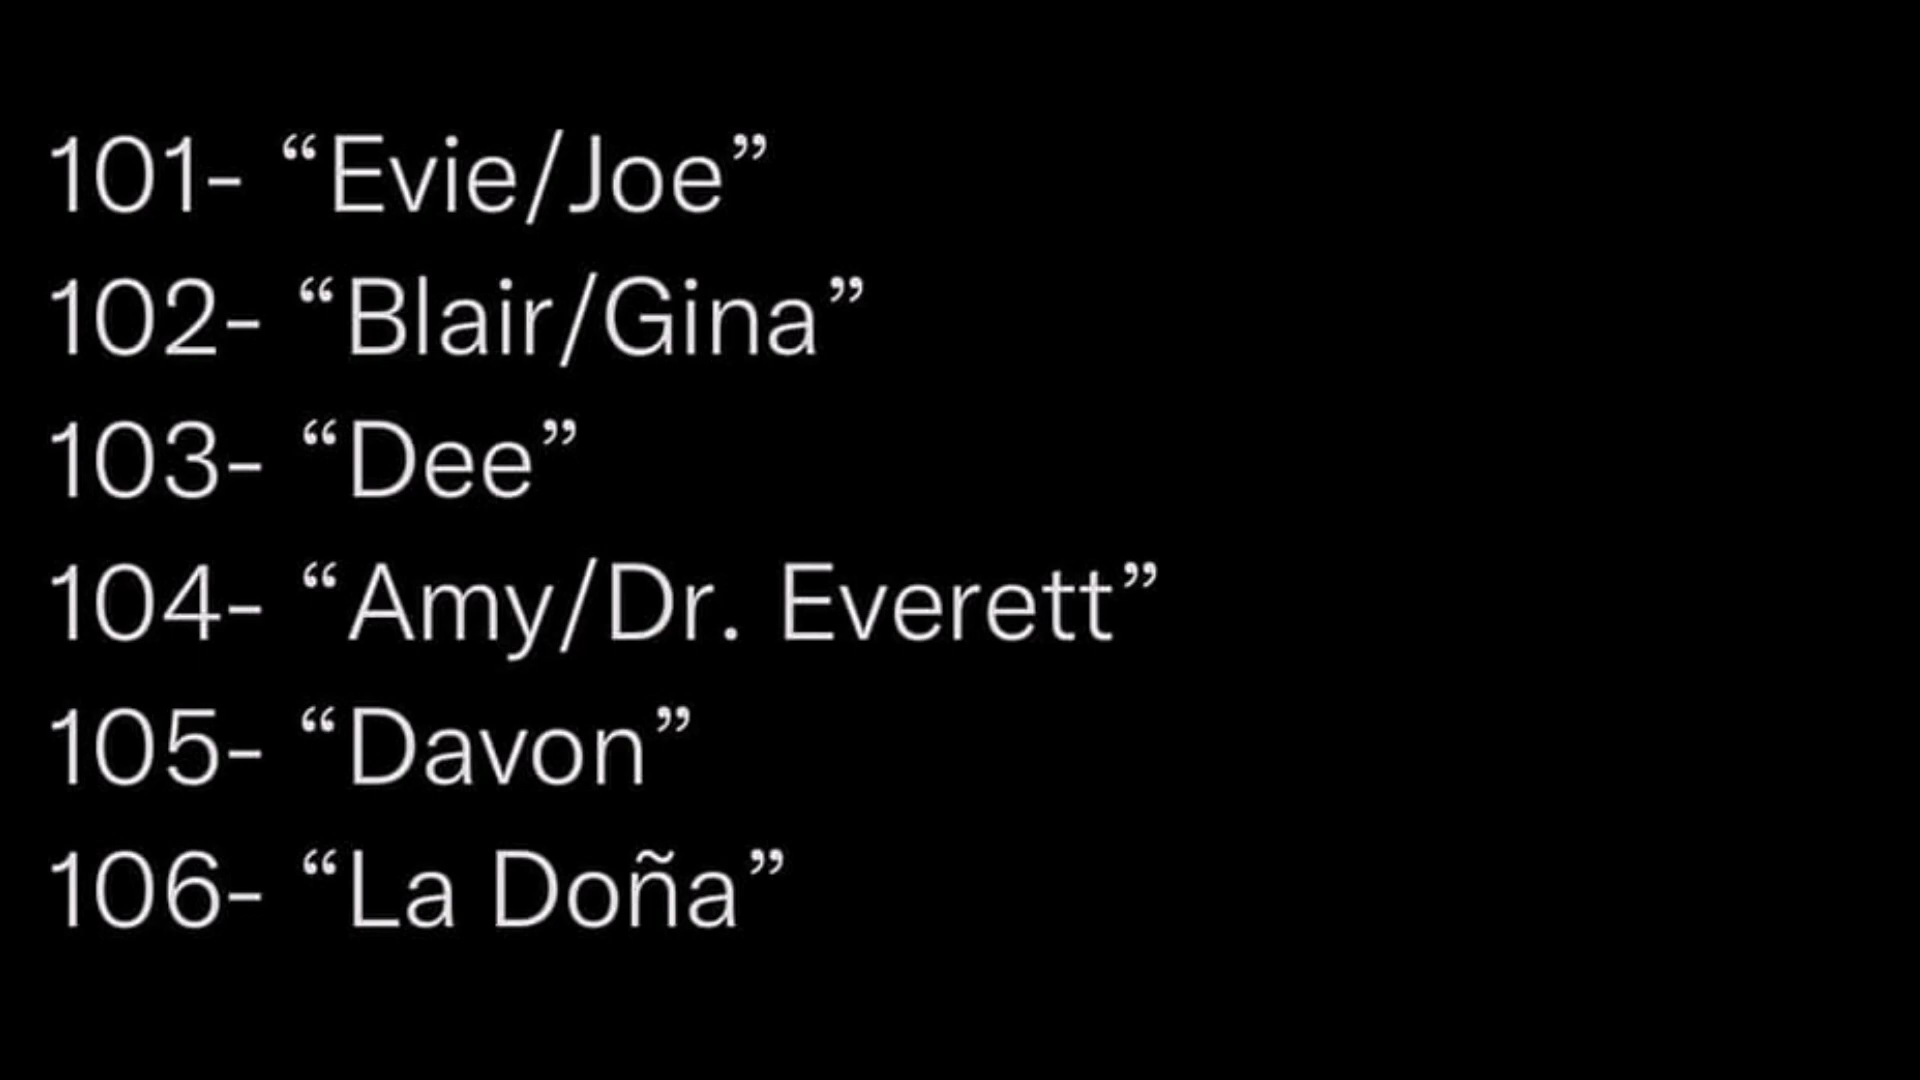 101- “Evie/Joe”
102- “Blair/Gina”
103- “Dee”
104- “Amy/Dr. Everett”
105- “Davon”
106- “La Doña”